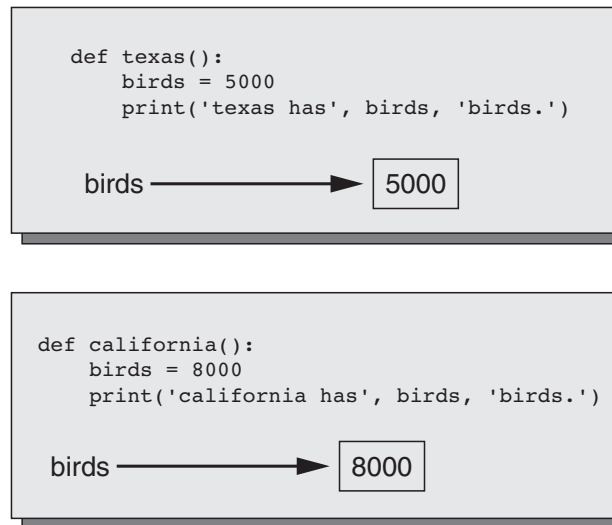 def texas():
    birds = 5000
    print('texas has', birds, 'birds.')
birds 5000
def california():
    birds = 8000
    print('california has', birds, 'birds.')
birds 8000